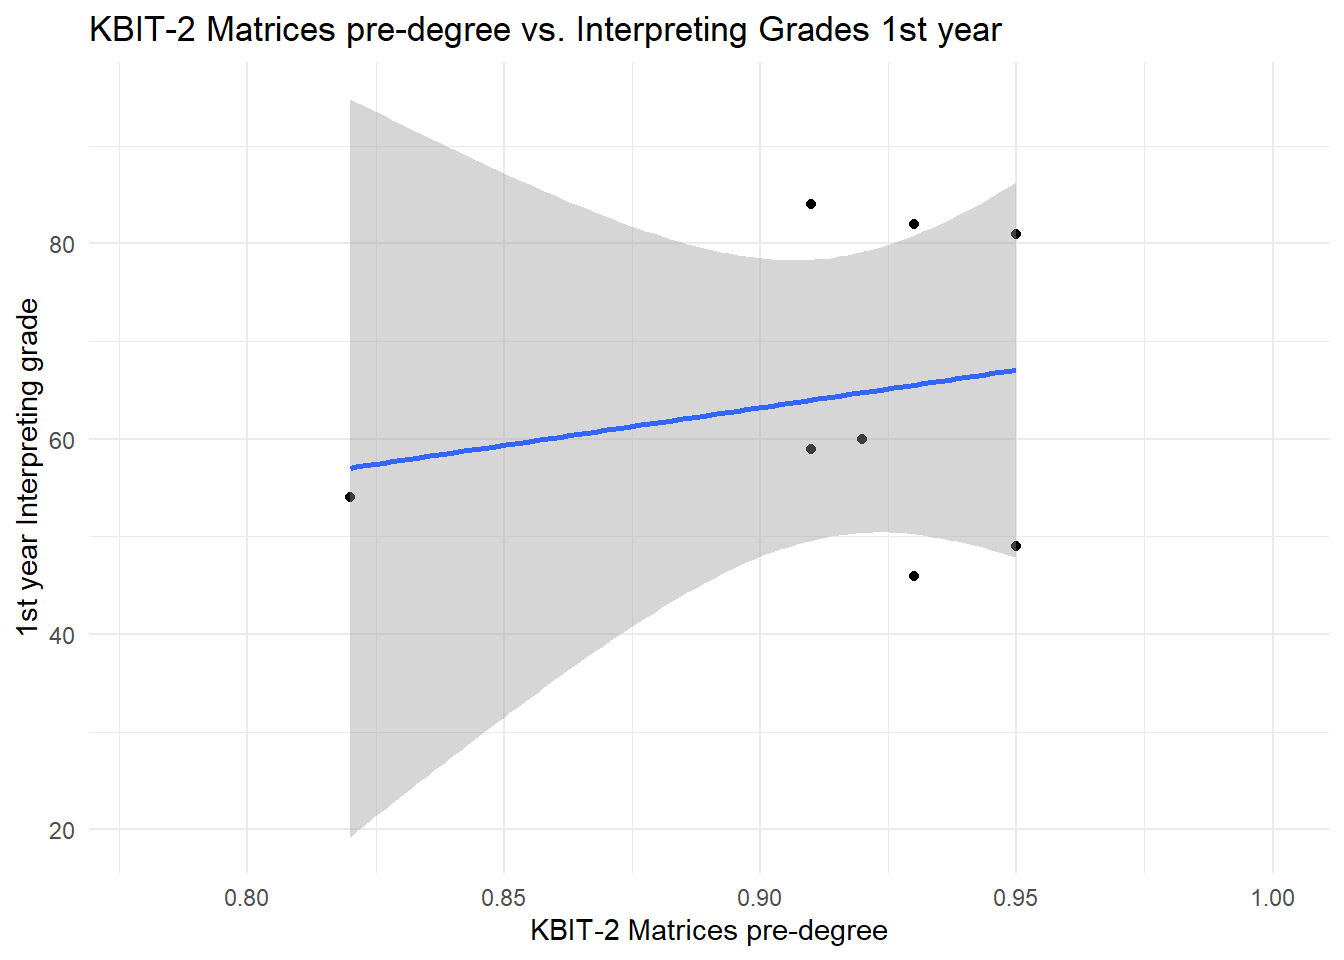 KBIT-2 Matrices pre-degree vs. Interpreting Grades 1st year
1st year Interpreting grade
80
60
40
20
0.80 0.85 0.90 0.95 1.00
KBIT-2 Matrices pre-degree